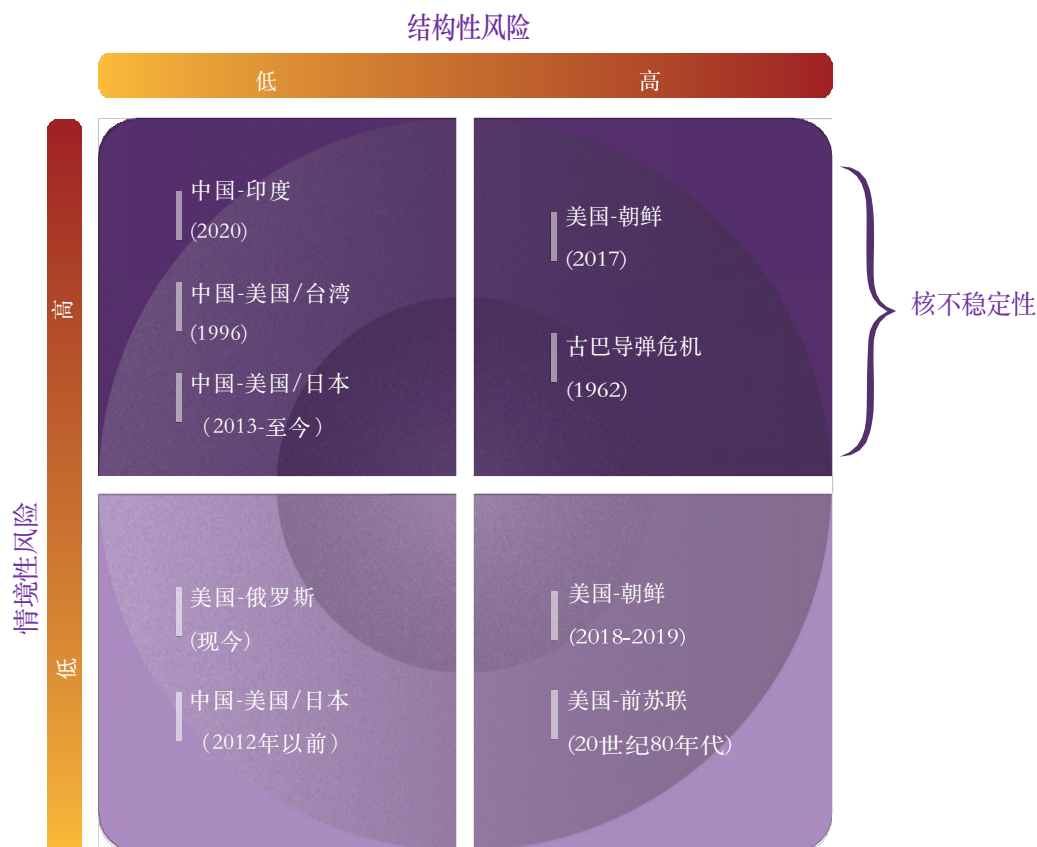 结构性风险
低
高
中国-印度
(2020)
中国-美国/台湾
(1996)
中国-美国/日本
（2013-至今）
美国-朝鲜
(2017)
古巴导弹危机
(1962)
核不稳定性
高
情境性风险
低
美国-俄罗斯
(现今)
中国-美国/日本
（2012年以前）
美国-朝鲜
(2018-2019)
美国-前苏联
(20世纪80年代)